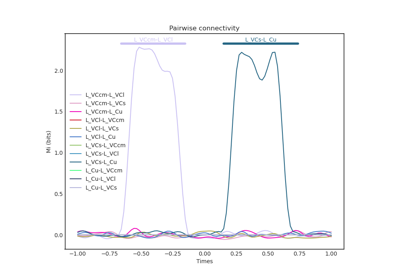 Pairwise connectivity
L_VCcm-L_VCl
L_VCs-L_Cu
Mi (bits)
2.0
1.5
1.0
0.5
0.0
L_VCcm-L_VCl
L_VCcm-L_VCs
L_VCcm-L_Cu
L_VCl-L_VCcm
L_VCl-L_VCs
L_VCl-L_Cu
L_VCs-L_VCcm
L_VCs-L_VCl
L_VCs-L_Cu
L_Cu-L_VCcm
L_Cu-L_VCl
L_Cu-L_VCs
−1.00 −0.75 −0.50 −0.25 0.00 0.25 0.50 0.75 1.00
Times